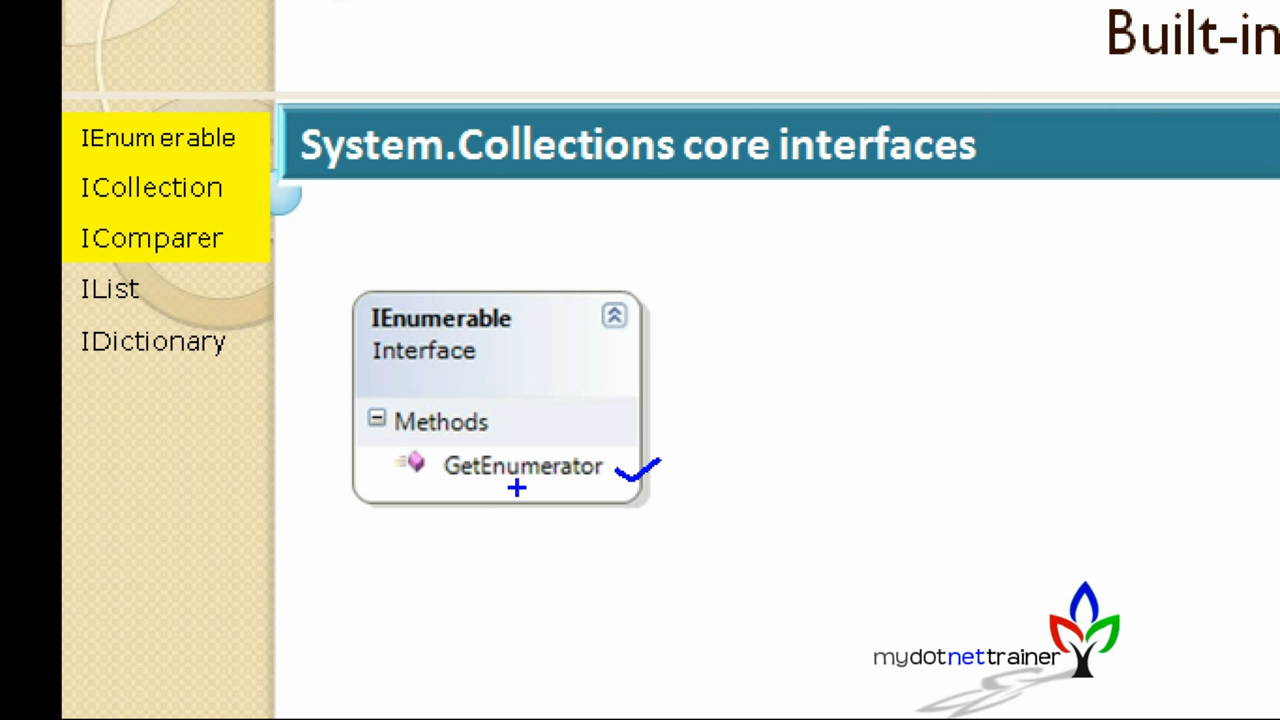 Built-in
IEnumerable
ICollection
IComparer
IList
IDictionary
System.Collections core interfaces
IEnumerable
Interface
Methods
GetEnumerator
mydotnettrainer